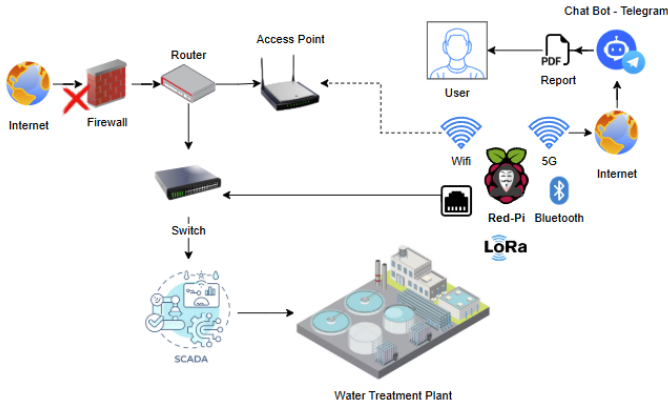 Chat Bot - Telegram
Access Point
Router
PDF
Report
User
Internet
Firewall
Wifi
5G
Internet
Red-Pi
Bluetooth
Switch
LoRa
SCADA
Water Treatment Plant